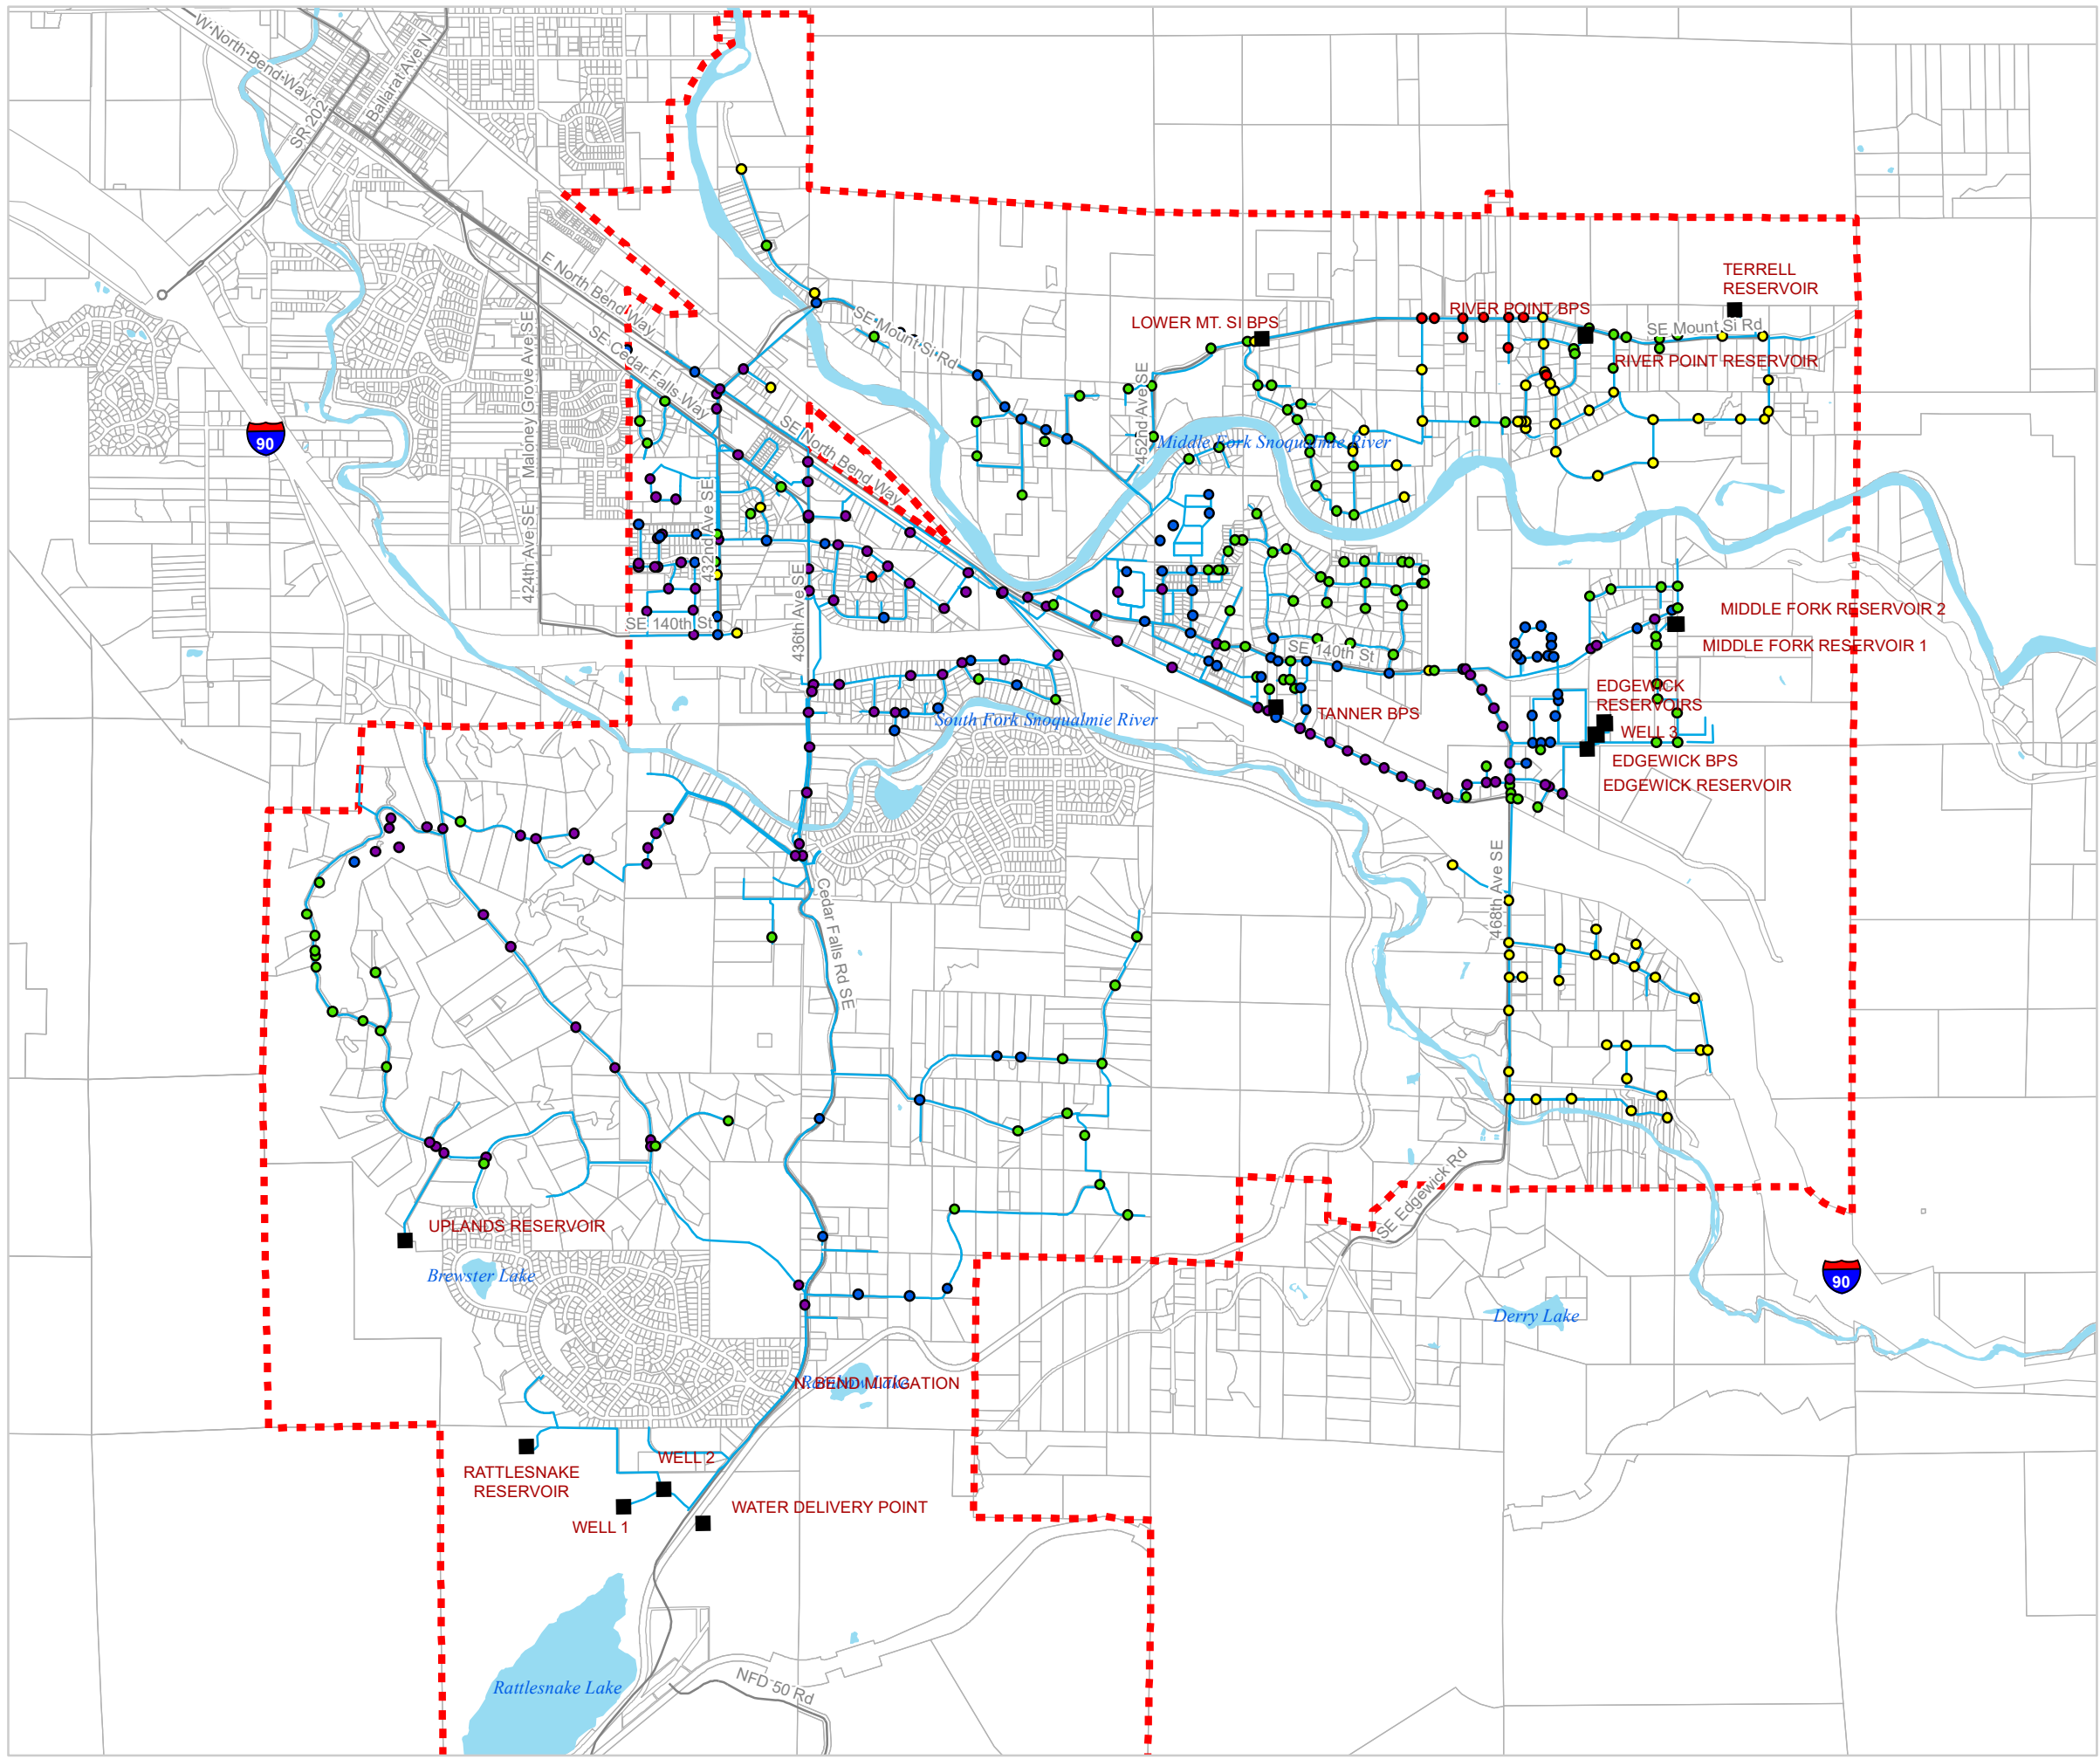 W North Bend Way
Ballarat Ave N
SR 202
E North Bend Way
SE Cedar Falls Way
Maloney Grove Ave SE
424th Ave SE
432nd Ave SE
SE North Bend Way
SE Mount Si Rd
LOWER MT. SI BPS
RIVER POINT BPS
TERRELL
RESERVOIR
SE Mount Si Rd
RIVER POINT RESERVOIR
452nd Ave SE
Middle Fork Snoqualmie River
90
436th Ave SE
SE 140th St
SE 140th St
MIDDLE FORK RESERVOIR 2
MIDDLE FORK RESERVOIR 1
EDGEWICK
RESERVOIRS
WELL 3
EDGEWICK BPS
EDGEWICK RESERVOIR
TANNER BPS
South Fork Snoqualmie River
468th Ave SE
Cedar Falls Rd SE
SE Edgewick Rd
UPLANDS RESERVOIR
Brewster Lake
90
Derry Lake
N. BEND MITIGATION
Rainbow Lake
WELL 2
RATTLESNAKE
RESERVOIR
WATER DELIVERY POINT
WELL 1
Rattlesnake Lake
NFD 50 Rd